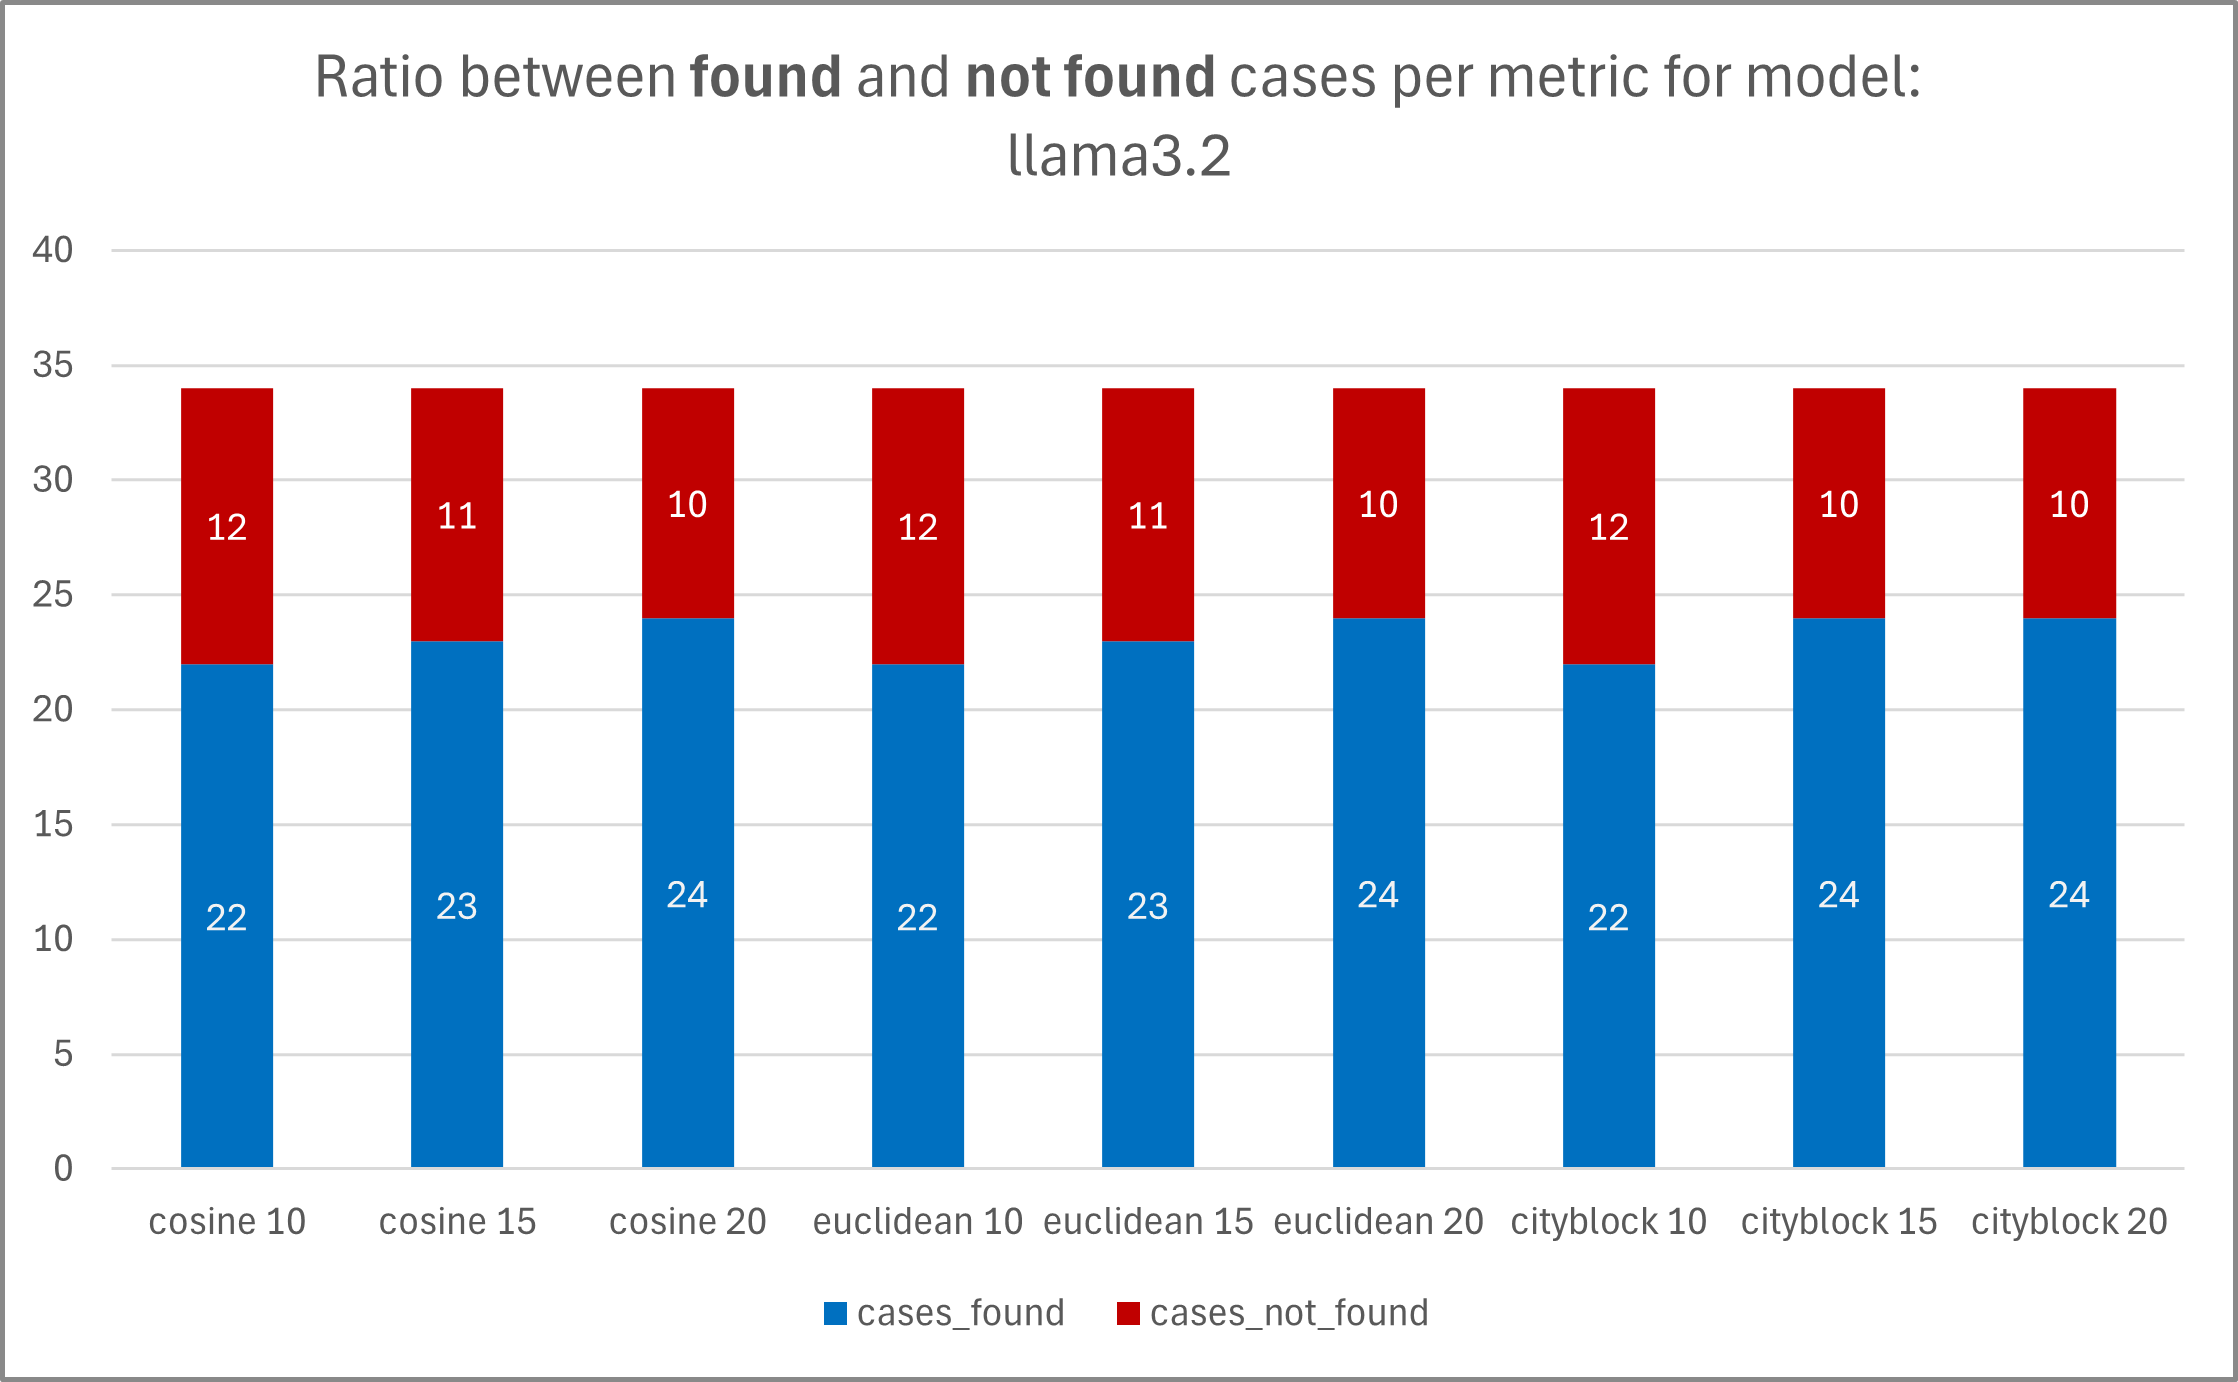 Ratio between found and not found cases per metric for model:
llama3.2
40
35
30
25
20
15
10
5
0
12 11 10 12 11 10 12 10 10
22 23 24 22 23 24 22 24 24
cosine 10 cosine 15 cosine 20 euclidean 10 euclidean 15 euclidean 20 cityblock 10 cityblock 15 cityblock 20
cases_found cases_not_found